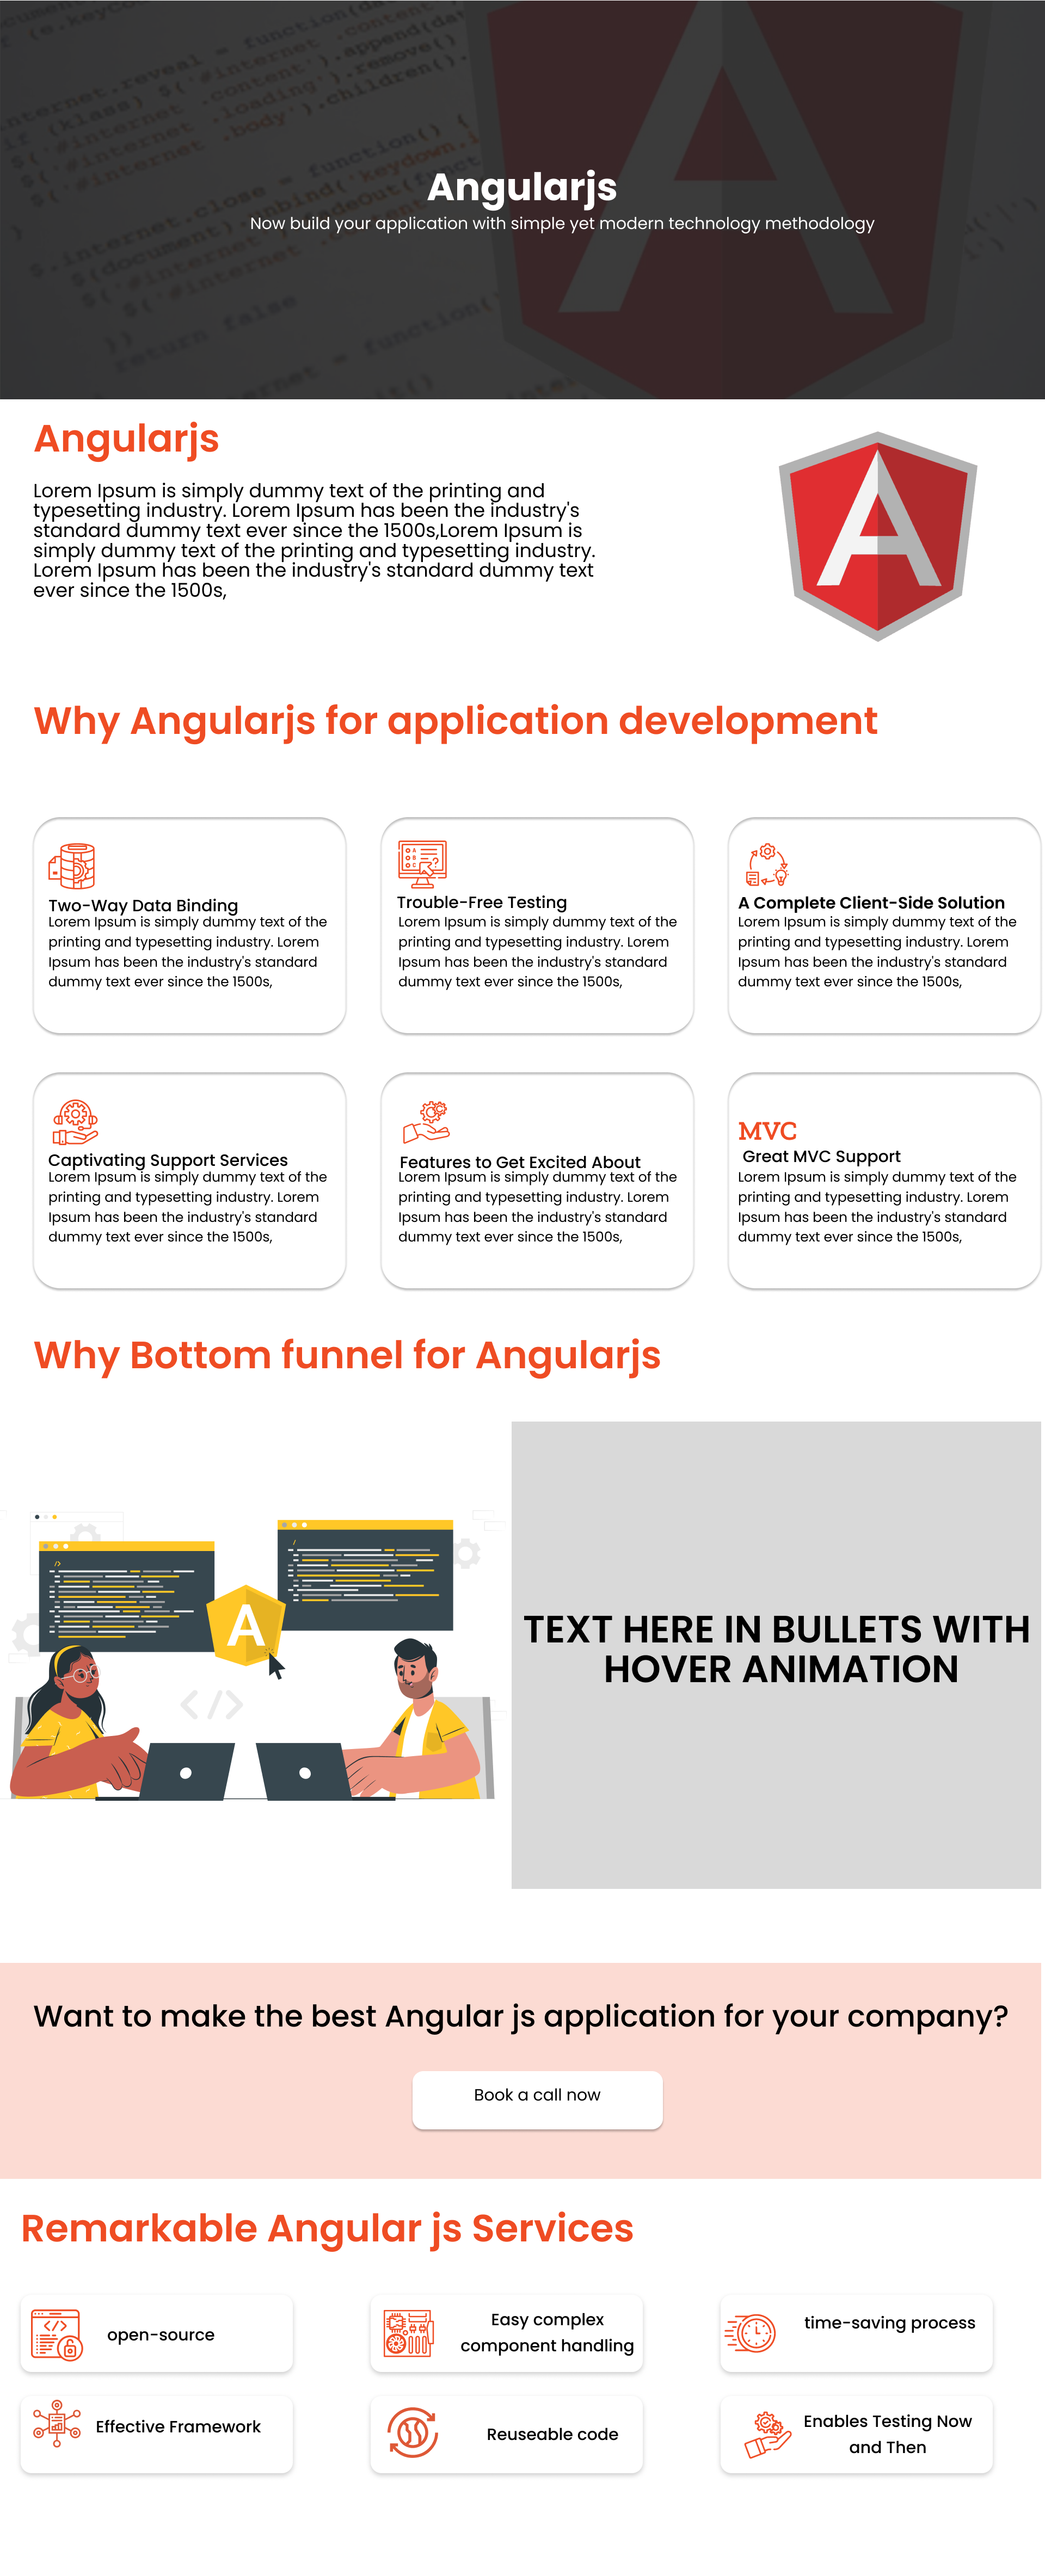 Angularjs
Now build your application with simple yet modern technology methodology
Angularjs
Lorem Ipsum is simply dummy text of the printing and
typesetting industry. Lorem Ipsum has been the industry's
standard dummy text ever since the 1500s,Lorem Ipsum is
simply dummy text of the printing and typesetting industry.
Lorem Ipsum has been the industry's standard dummy text
ever since the 1500s,
Why Angularjs for application development
Two-Way Data Binding
Lorem Ipsum is simply dummy text of the
printing and typesetting industry. Lorem
Ipsum has been the industry's standard
dummy text ever since the 1500s,
Trouble-Free Testing
Lorem Ipsum is simply dummy text of the
printing and typesetting industry. Lorem
Ipsum has been the industry's standard
dummy text ever since the 1500s,
A Complete Client-Side Solution
Lorem Ipsum is simply dummy text of the
printing and typesetting industry. Lorem
Ipsum has been the industry's standard
dummy text ever since the 1500s,
Captivating Support Services
Lorem Ipsum is simply dummy text of the
printing and typesetting industry. Lorem
Ipsum has been the industry's standard
dummy text ever since the 1500s,
Features to Get Excited About
Lorem Ipsum is simply dummy text of the
printing and typesetting industry. Lorem
Ipsum has been the industry's standard
dummy text ever since the 1500s,
MVC
Great MVC Support
Lorem Ipsum is simply dummy text of the
printing and typesetting industry. Lorem
Ipsum has been the industry's standard
dummy text ever since the 1500s,
Why Bottom funnel for Angularjs
A
TEXT HERE IN BULLETS WITH
HOVER ANIMATION
Want to make the best Angular js application for your company?
Book a call now
Remarkable Angular js Services
open-source
Easy complex
component handling
time-saving process
Effective Framework
Reuseable code
Enables Testing Now
and Then